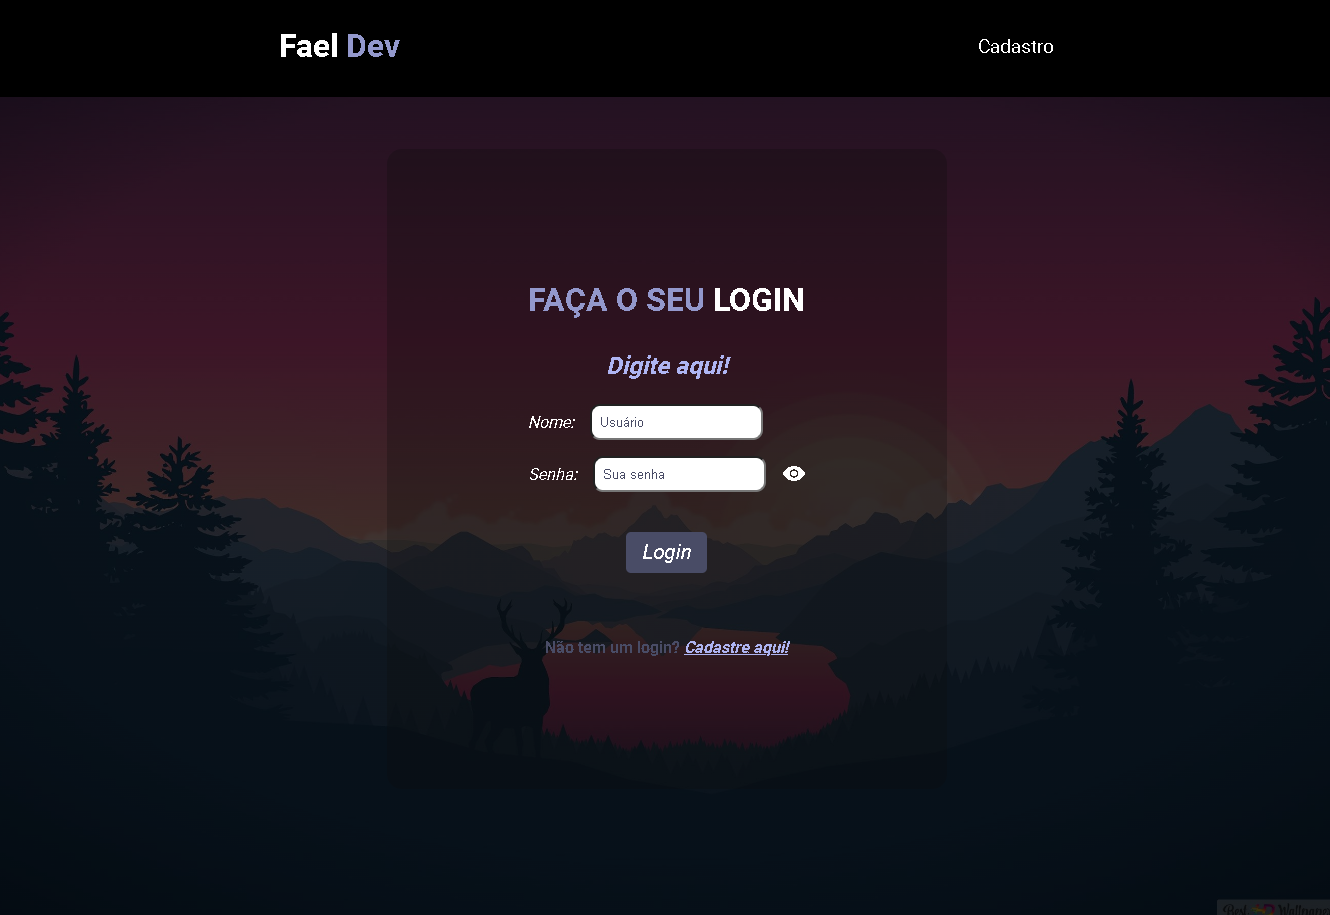 Fael Dev
Cadastro
FAÇA O SEU LOGIN
Digite aqui!
Nome: Usuário
Senha: Sua senha
Login
Não tem um login? Cadastre aqui!